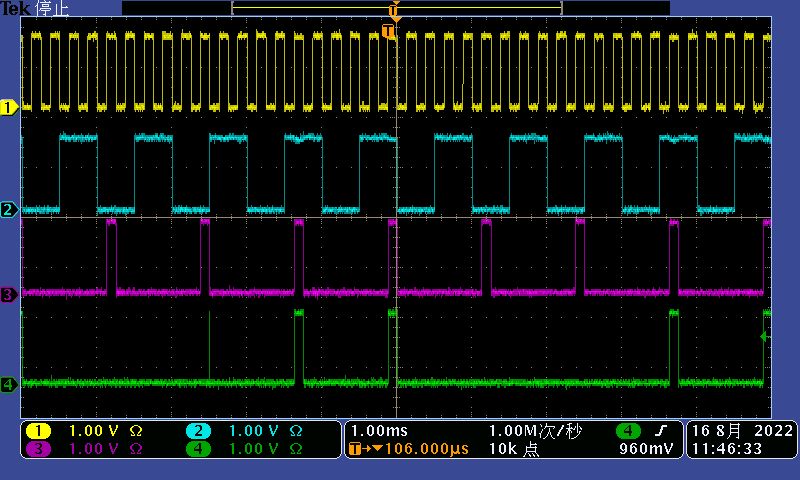 Tek 停止
T
T
1
2
3
4
1 1.00 V Ω 2 1.00 V Ω
3 1.00 V Ω 4 1.00 V Ω
1.00ms 1.00M次/秒 4
T→▼106.000µs 10k 点 960mV
16 8月 2022
11:46:33